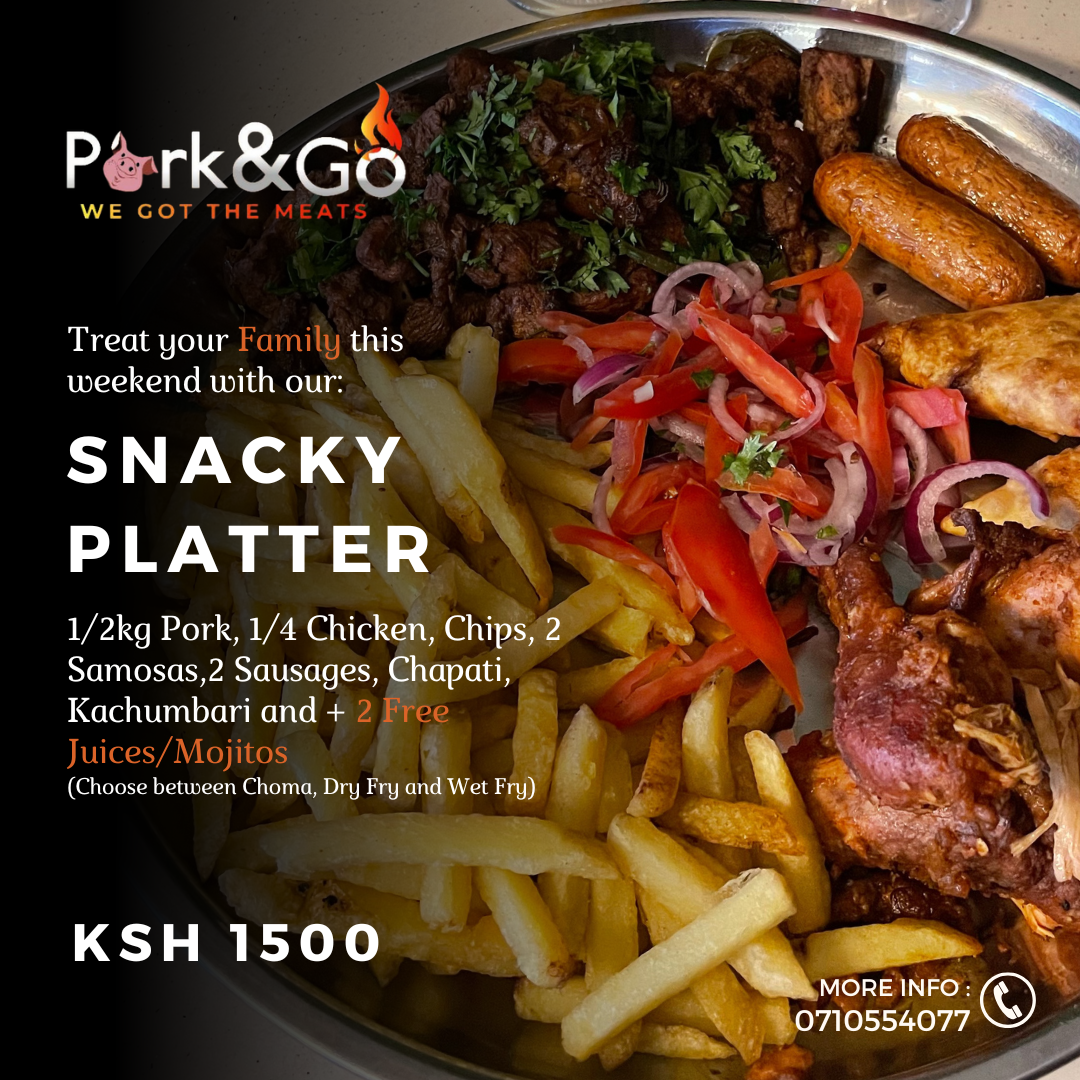 Pork&Go
WE GOT THE MEATS
Treat your Family this
weekend with our:
SNACKY
PLATTER
1/2kg Pork, 1/4 Chicken, Chips, 2
Samosas,2 Sausages, Chapati,
Kachumbari and + 2 Free
Juices/Mojitos
(Choose between Choma, Dry Fry and Wet Fry)
KSH 1500
MORE INFO :
0710554077